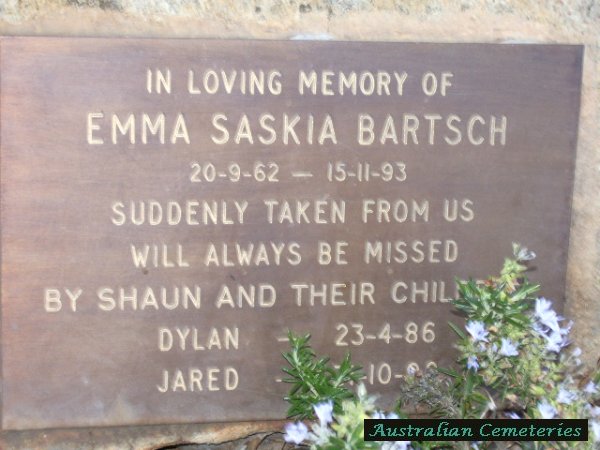 IN LOVING MEMORY OF
EMMA SASKIA BARTSCH
20-9-62 — 15-11-93
SUDDENLY TAKEN FROM US
WILL ALWAYS BE MISSED
BY SHAUN AND THEIR
DYLAN — 23-4-86
JARED -10-
Australian Cemeteries